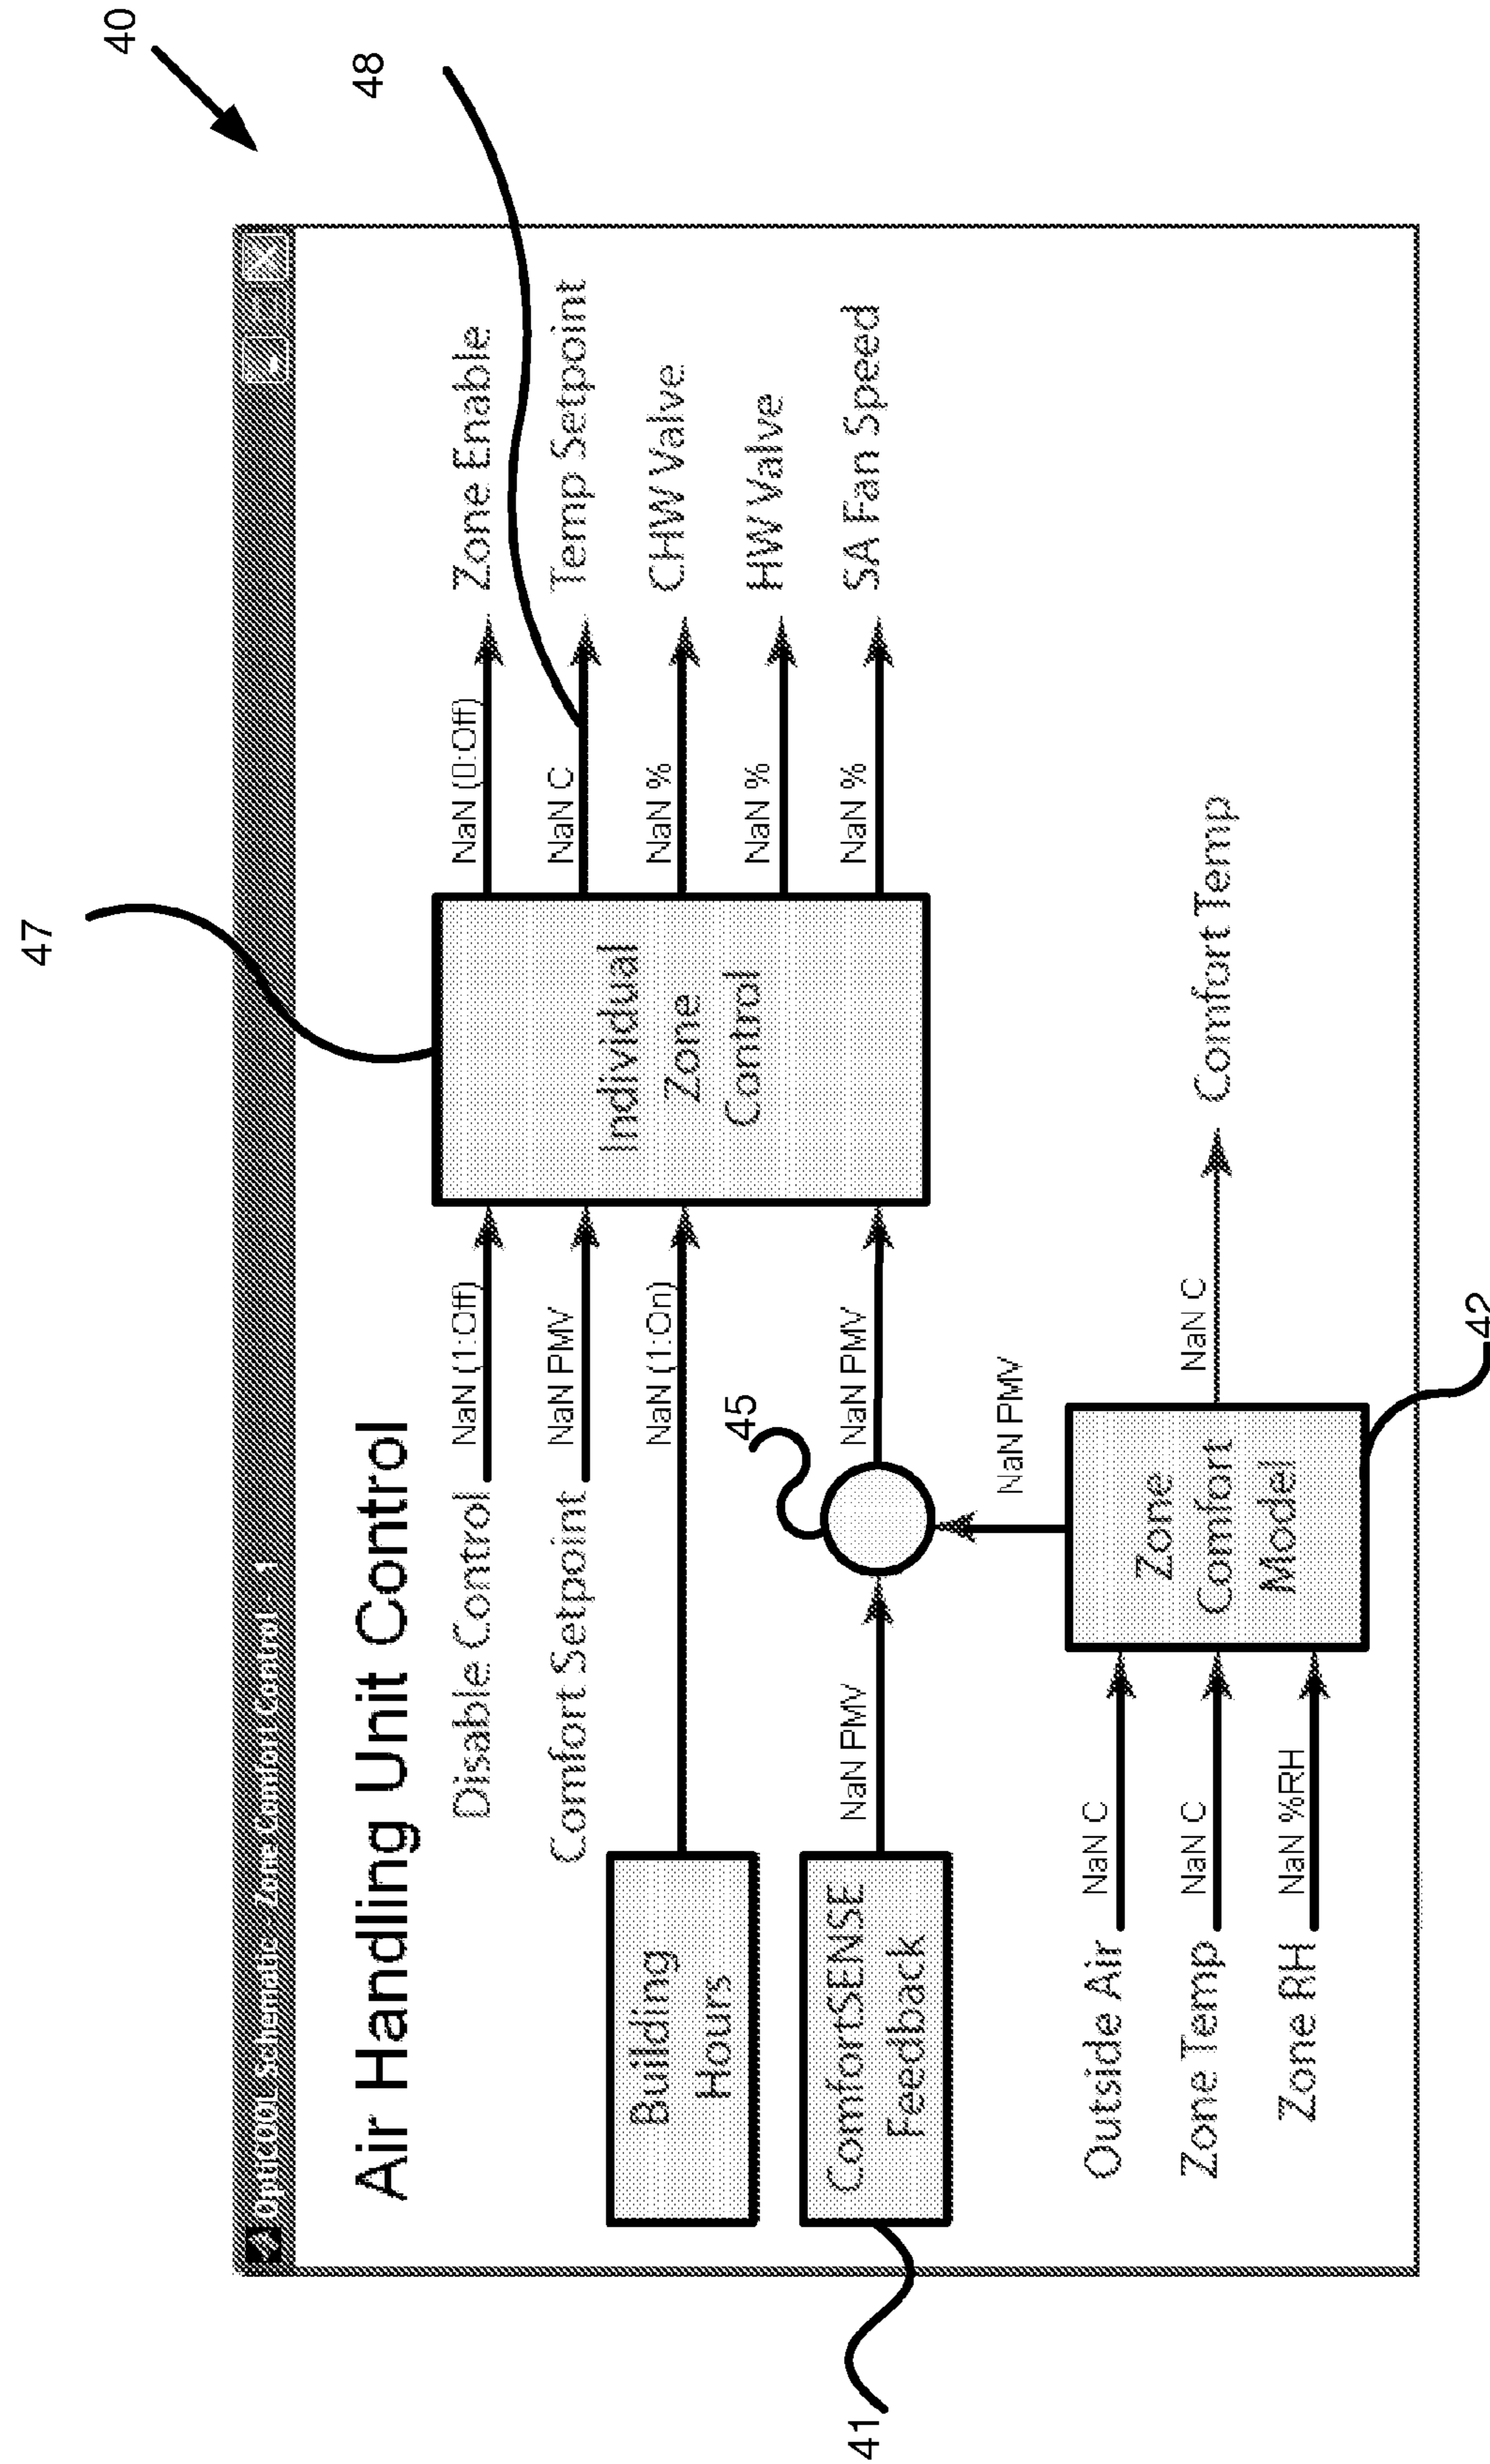 40
48
47
OptiCOOL Schematic - Zone Comfort Control - 1
Air Handling Unit Control
Disable Control
NaN (1:Off)
Comfort Setpoint
NaN PMV
Building
Hours
NaN (1:On)
ComfortSENSE
Feedback
NaN PMV
45
NaN PMV
Individual
Zone
Control
NaN (0:Off)
Zone Enable
NaN C
Temp Setpoint
NaN %
CHW Valve
NaN %
HW Valve
NaN %
SA Fan Speed
NaN PMV
Outside Air
NaN C
Zone Temp
NaN C
Zone RH
NaN %RH
Zone
Comfort
Model
NaN C
Comfort Temp
41
42